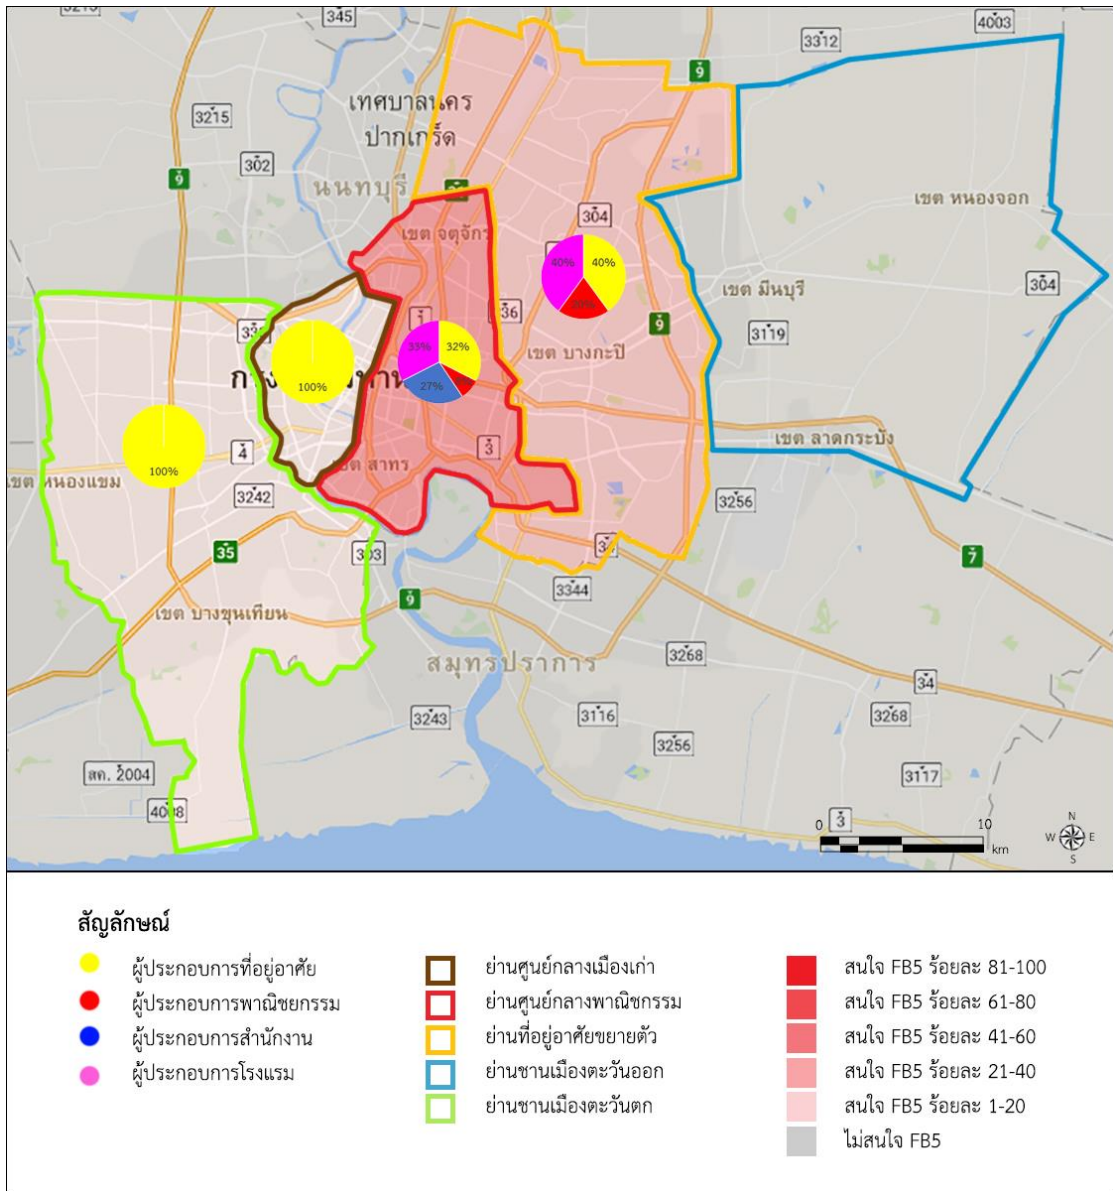 3215
345
4003
3312
9
เทศบาลนคร
ปากเกร็ด
3215
302
9
นนทบุรี
304
เขต หนองจอก
เขต จตุจักร
40%
40%
20%
304
เขต มีนบุรี
9
3119
1
336
33%
32%
27%
เขต บางกะปิ
100%
100%
เขต ลาดกระบัง
4
3
เขต สาทร
เขต หนองแขม
3242
3256
35
303
34
7
3344
9
เขต บางขุนเทียน
สมุทรปราการ
3268
34
3243
3116
3268
3256
สค. 2004
3117
4008
0
3
10
km
N
W
E
S
สัญลักษณ์
ผู้ประกอบการที่อยู่อาศัย
ย่านศูนย์กลางเมืองเก่า
สนใจ FB5 ร้อยละ 81-100
ผู้ประกอบการพาณิชยกรรม
ย่านศูนย์กลางพาณิชกรรม
สนใจ FB5 ร้อยละ 61-80
ผู้ประกอบการสำนักงาน
ย่านที่อยู่อาศัยขยายตัว
สนใจ FB5 ร้อยละ 41-60
ผู้ประกอบการโรงแรม
ย่านชานเมืองตะวันออก
สนใจ FB5 ร้อยละ 21-40
ย่านชานเมืองตะวันตก
สนใจ FB5 ร้อยละ 1-20
ไม่สนใจ FB5